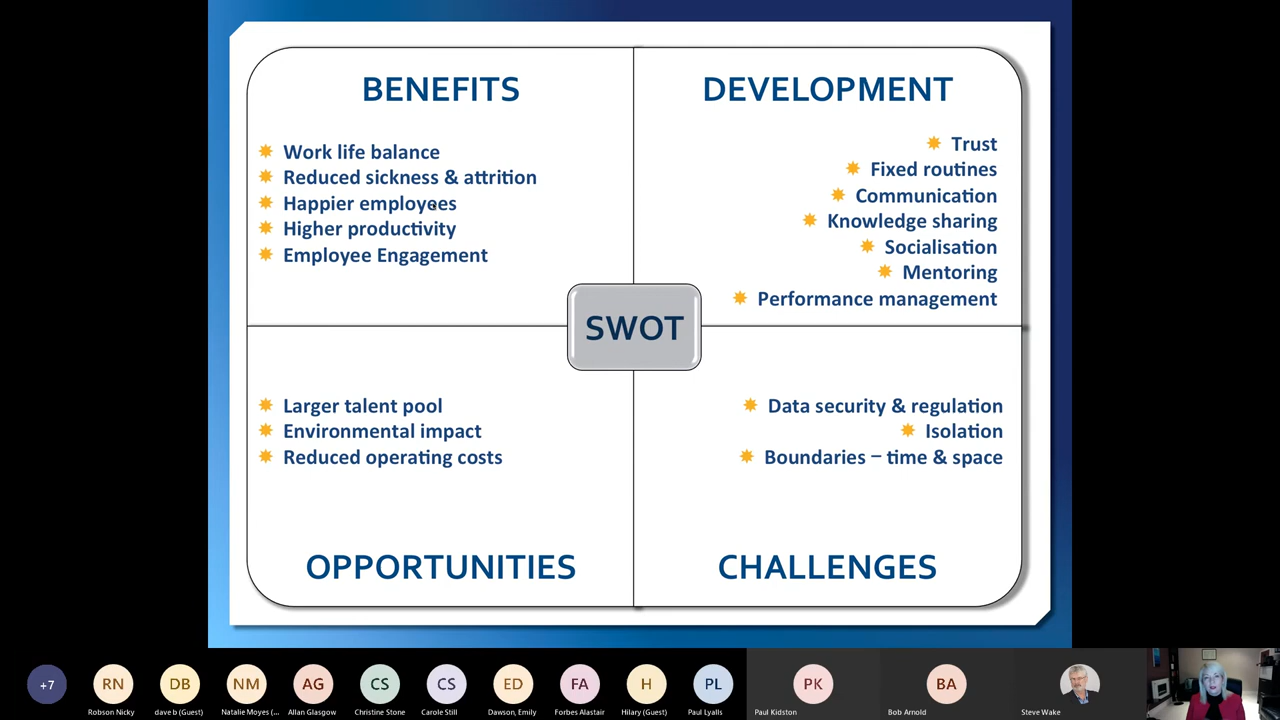 BENEFITS
Work life balance
Reduced sickness & attrition
Happier employees
Higher productivity
Employee Engagement
DEVELOPMENT
Trust
Fixed routines
Communication
Knowledge sharing
Socialisation
Mentoring
Performance management
SWOT
Larger talent pool
Environmental impact
Reduced operating costs
OPPORTUNITIES
Data security & regulation
Isolation
Boundaries – time & space
CHALLENGES
+7
RN
Robson Nicky
DB
dave b (Guest)
NM
Natalie Moyes (...
AG
Allan Glasgow
CS
Christine Stone
CS
Carole Still
ED
Dawson, Emily
FA
Forbes Alastair
H
Hilary (Guest)
PL
Paul Lyalls
PK
Paul Kidston
BA
Bob Arnold
Steve Wake